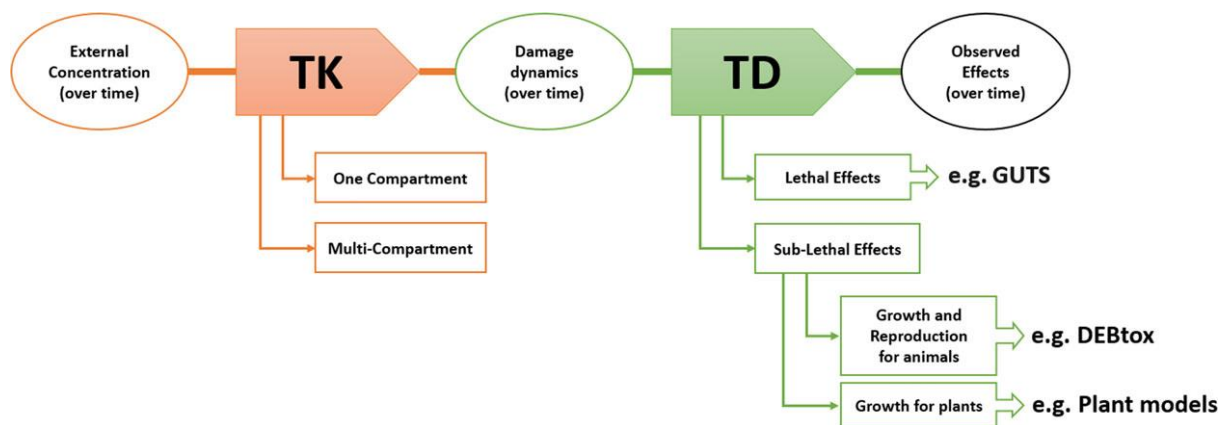 External
Concentration
(over time)
TK
Damage
dynamics
(over time)
TD
Observed
Effects
(over time)
One Compartment
Multi-Compartment
Lethal Effects
e.g. GUTS
Sub-Lethal Effects
Growth and
Reproduction
for animals
e.g. DEBtox
Growth for plants
e.g. Plant models